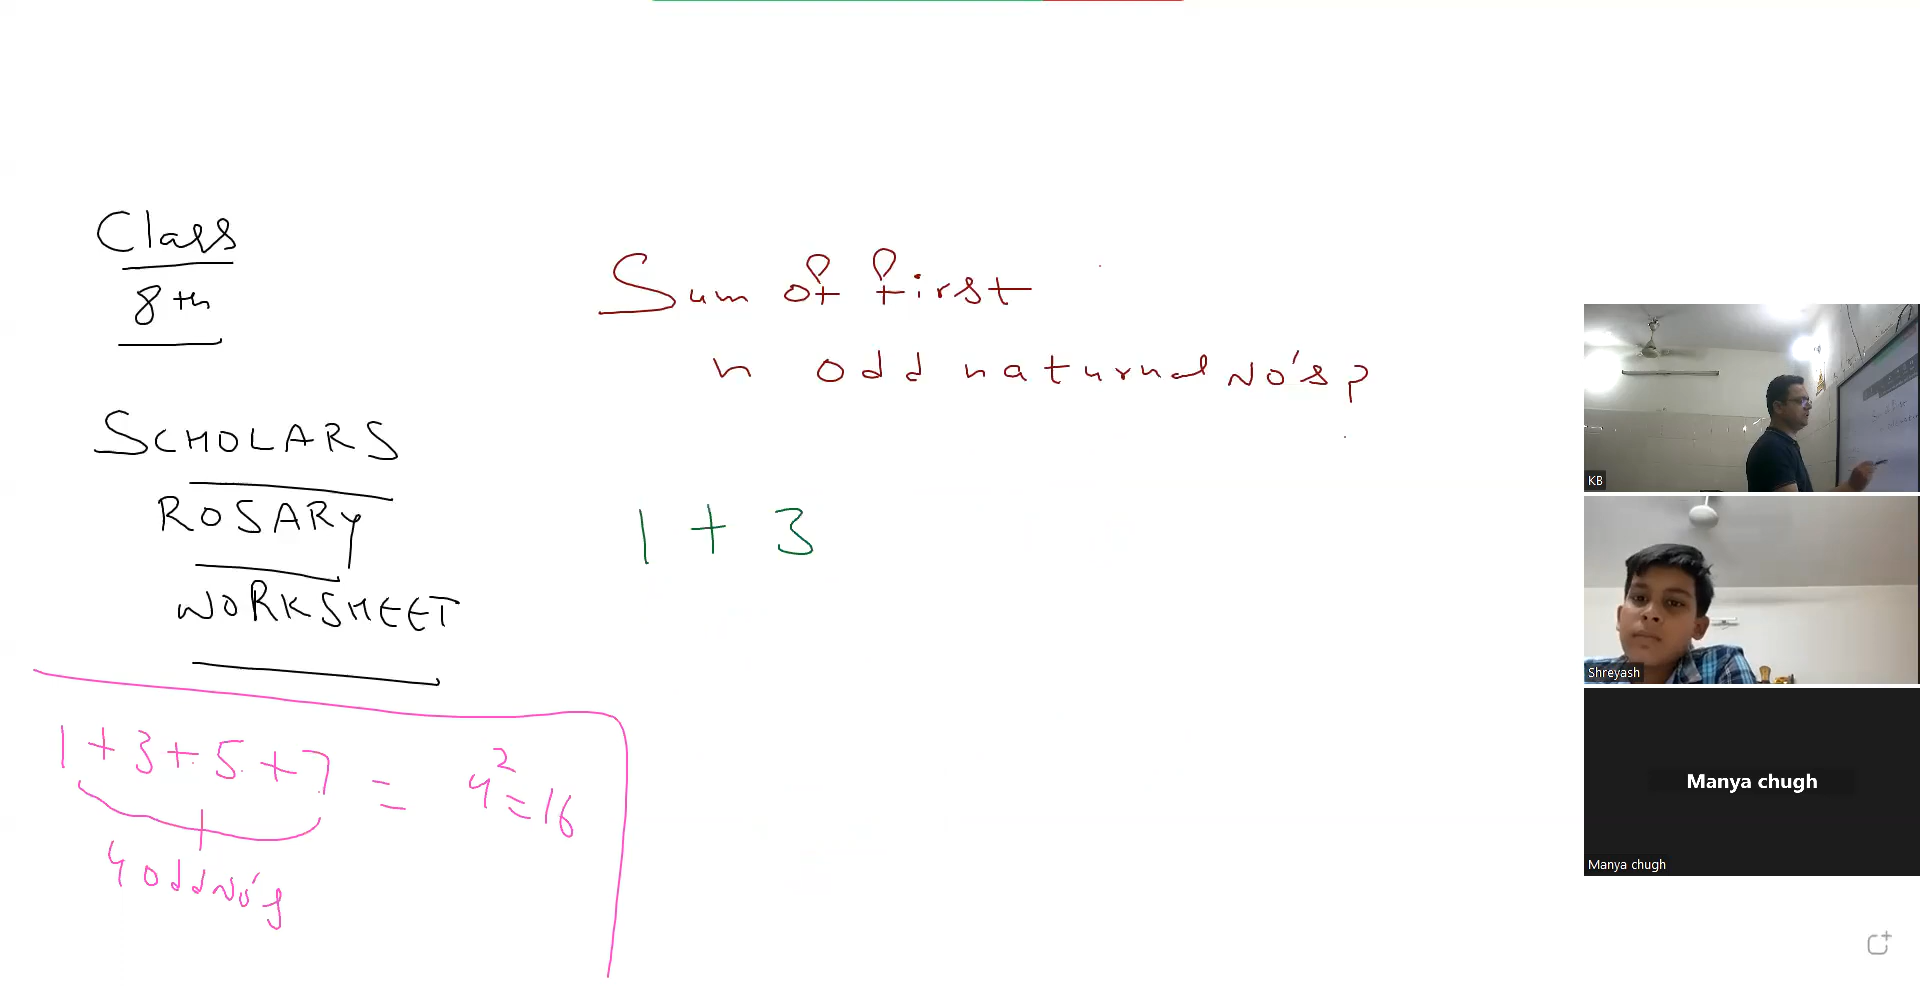 Class
8th
SCHOLARS
ROSARY
WORKSHEET
1+3+5+7 = 4²=16
4 odd No's
Sum of first
n odd natural No's?
1 + 3
KB
Shreyash
Manya chugh
Manya chugh